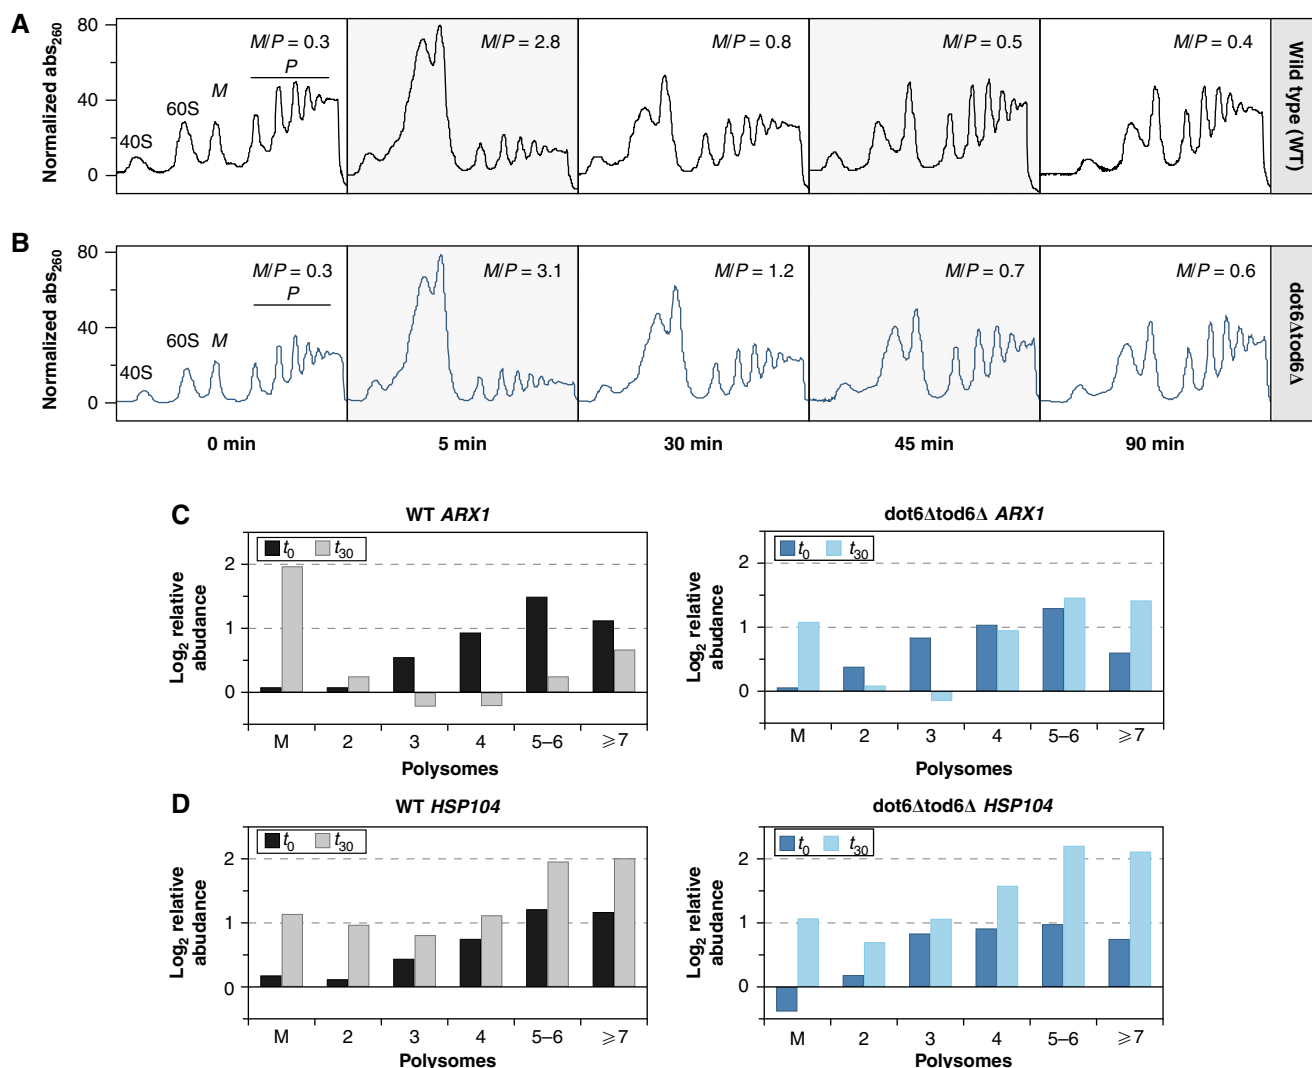 A
Normalized abs260
80
40
0
40S
60S
M
P
M/P = 0.3
M/P = 2.8
M/P = 0.8
M/P = 0.5
M/P = 0.4
Wild type (WT)
B
Normalized abs260
80
40
0
40S
60S
M
P
M/P = 0.3
M/P = 3.1
M/P = 1.2
M/P = 0.7
M/P = 0.6
dot6Δtod6Δ
0 min
5 min
30 min
45 min
90 min
C
WT ARX1
Log2 relative
abudance
t0
t30
2
1
0
M
2
3
4
5–6
⩾7
Polysomes
dot6Δtod6Δ ARX1
Log2 relative
abudance
t0
t30
2
1
0
M
2
3
4
5–6
⩾7
Polysomes
D
WT HSP104
Log2 relative
abudance
t0
t30
2
1
0
M
2
3
4
5–6
⩾7
Polysomes
dot6Δtod6Δ HSP104
Log2 relative
abudance
t0
t30
2
1
0
M
2
3
4
5–6
⩾7
Polysomes